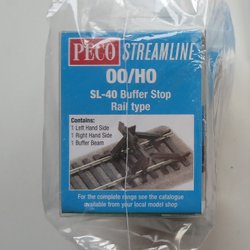 PECO STREAMLINE
OO/HO
SL-40 Buffer Stop
Rail type
Contains:
1 Left Hand Side
1 Right Hand Side
1 Buffer Beam
For the complete range see the catalogue
available from your local model shop